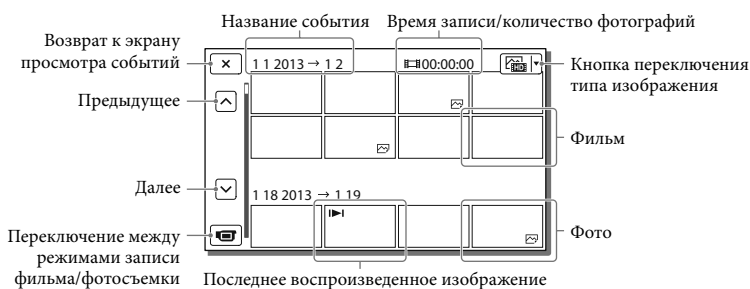 Название события
Время записи/количество фотографий
Возврат к экрану
просмотра событий
1 1 2013 → 1 2
00:00:00
HD
Кнопка переключения
типа изображения
Предыдущее
Фильм
Далее
1 18 2013 → 1 19
Переключение между
режимами записи
фильма/фотосъемки
Фото
Последнее воспроизведенное изображение